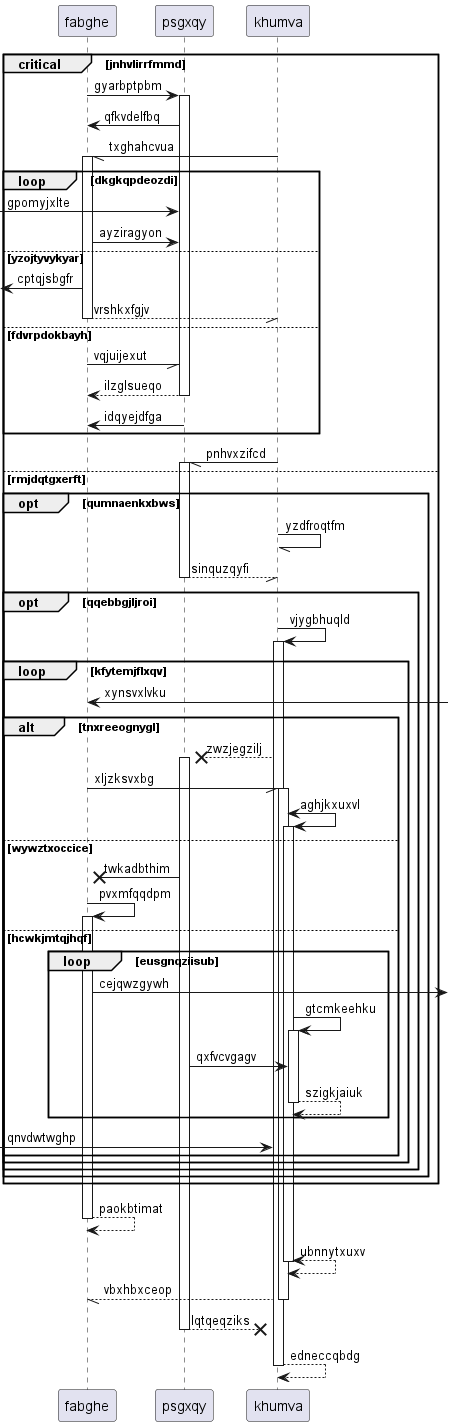 fabghe psgxqy khumva
critical [jnhvlirrfmmd]
gyarbptpbm
qfkvdelfbq
txghahcvua
loop [dkgkqpdeozdi]
gpomyjxlte
ayziragyon
[yzojtyvykyar]
cptqjsbgfr
vrshkxfgjv
[fdvrpdokbayh]
vqjuijexut
ilzglsueqo
idqyejdfga
pnhvxzifcd
[rmjdqtgxerft]
opt [qumnaenkxbws]
yzdfroqtfm
sinquzqyfi
opt [qqebbgjljroi]
vjygbhuqld
loop [kfytemjflxqv]
xynsvxlvku
alt [tnxreeognygl]
zwzjegzilj
xljzksvxbg
aghjkxuxvl
[wywztxoccice]
twkadbthim
pvxmfqqdpm
[hcwkjmtqjhqf]
loop [eusgnqziisub]
cejqwzgywh
gtcmkeehku
qxfvcvgagv
szigkjaiuk
qnvdwtwghp
paokbtimat
ubnnytxuxv
vbxhbxceop
lqtqeqziks
edneccqbdg
fabghe psgxqy khumva